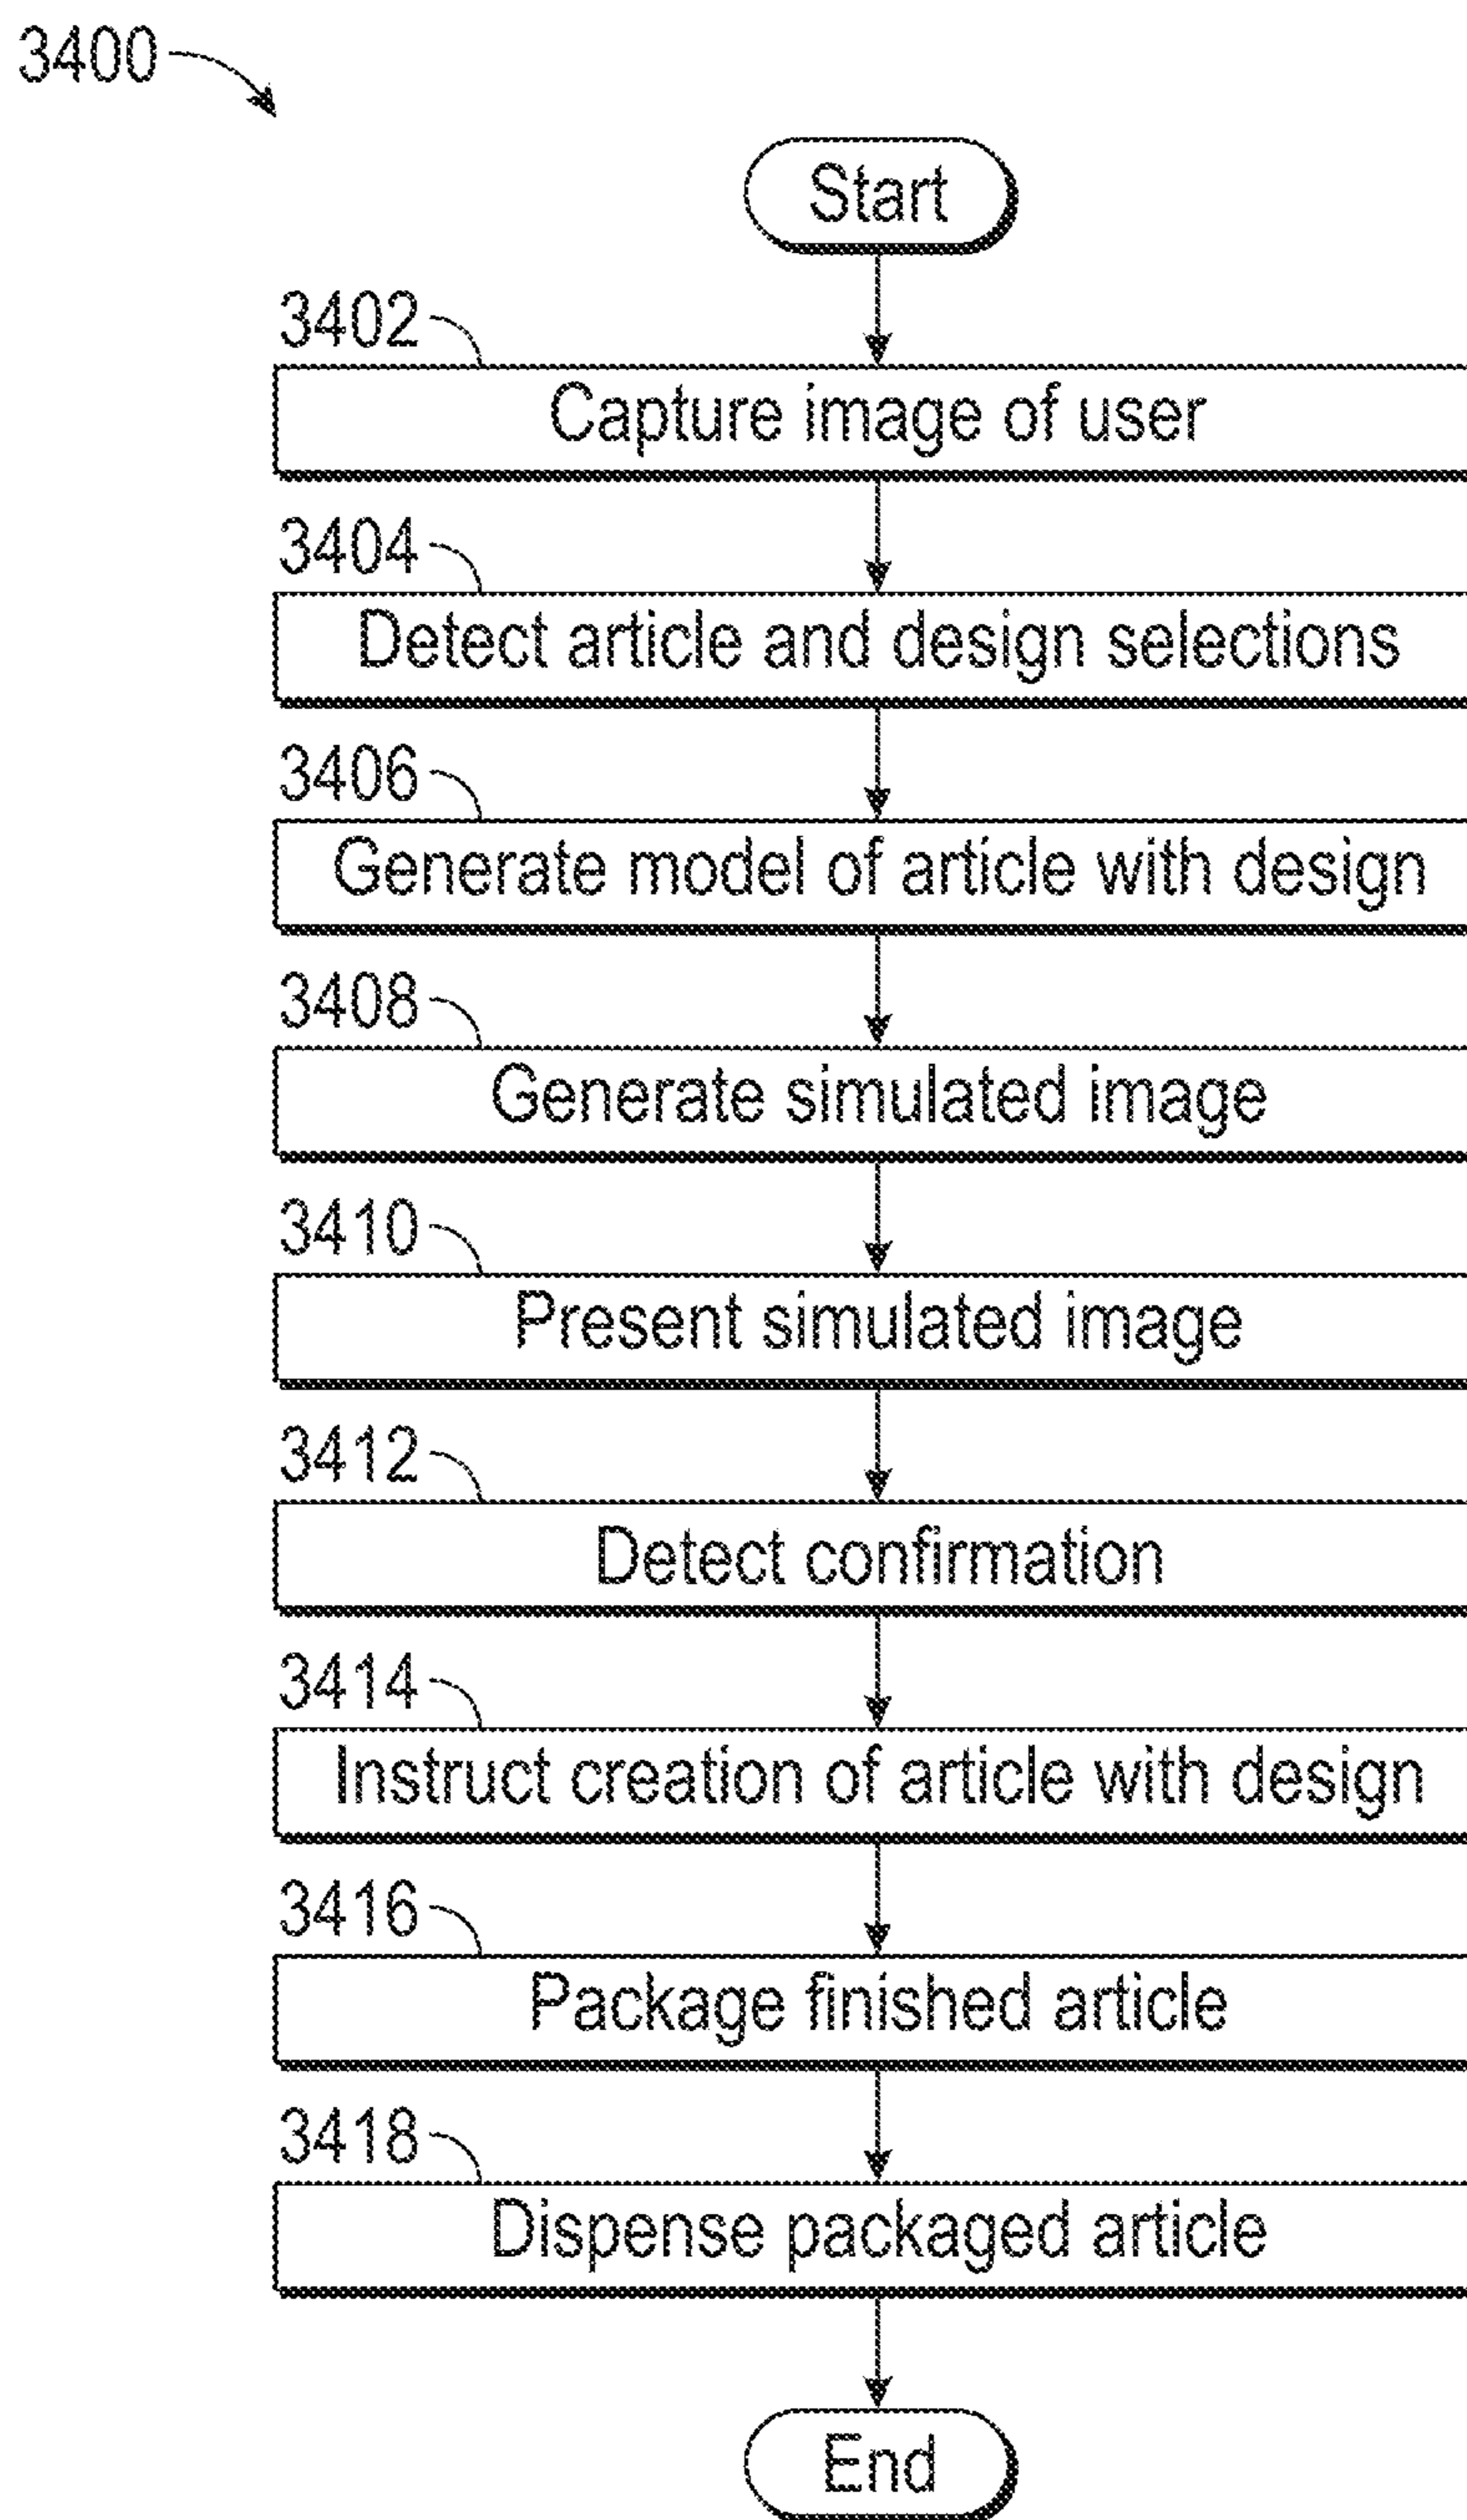 3400
Start
3402
Capture image of user
3404
Detect article and design selections
3406
Generate model of article with design
3408
Generate simulated image
3410
Present simulated image
3412
Detect confirmation
3414
Instruct creation of article with design
3416
Package finished article
3418
Dispense packaged article
End